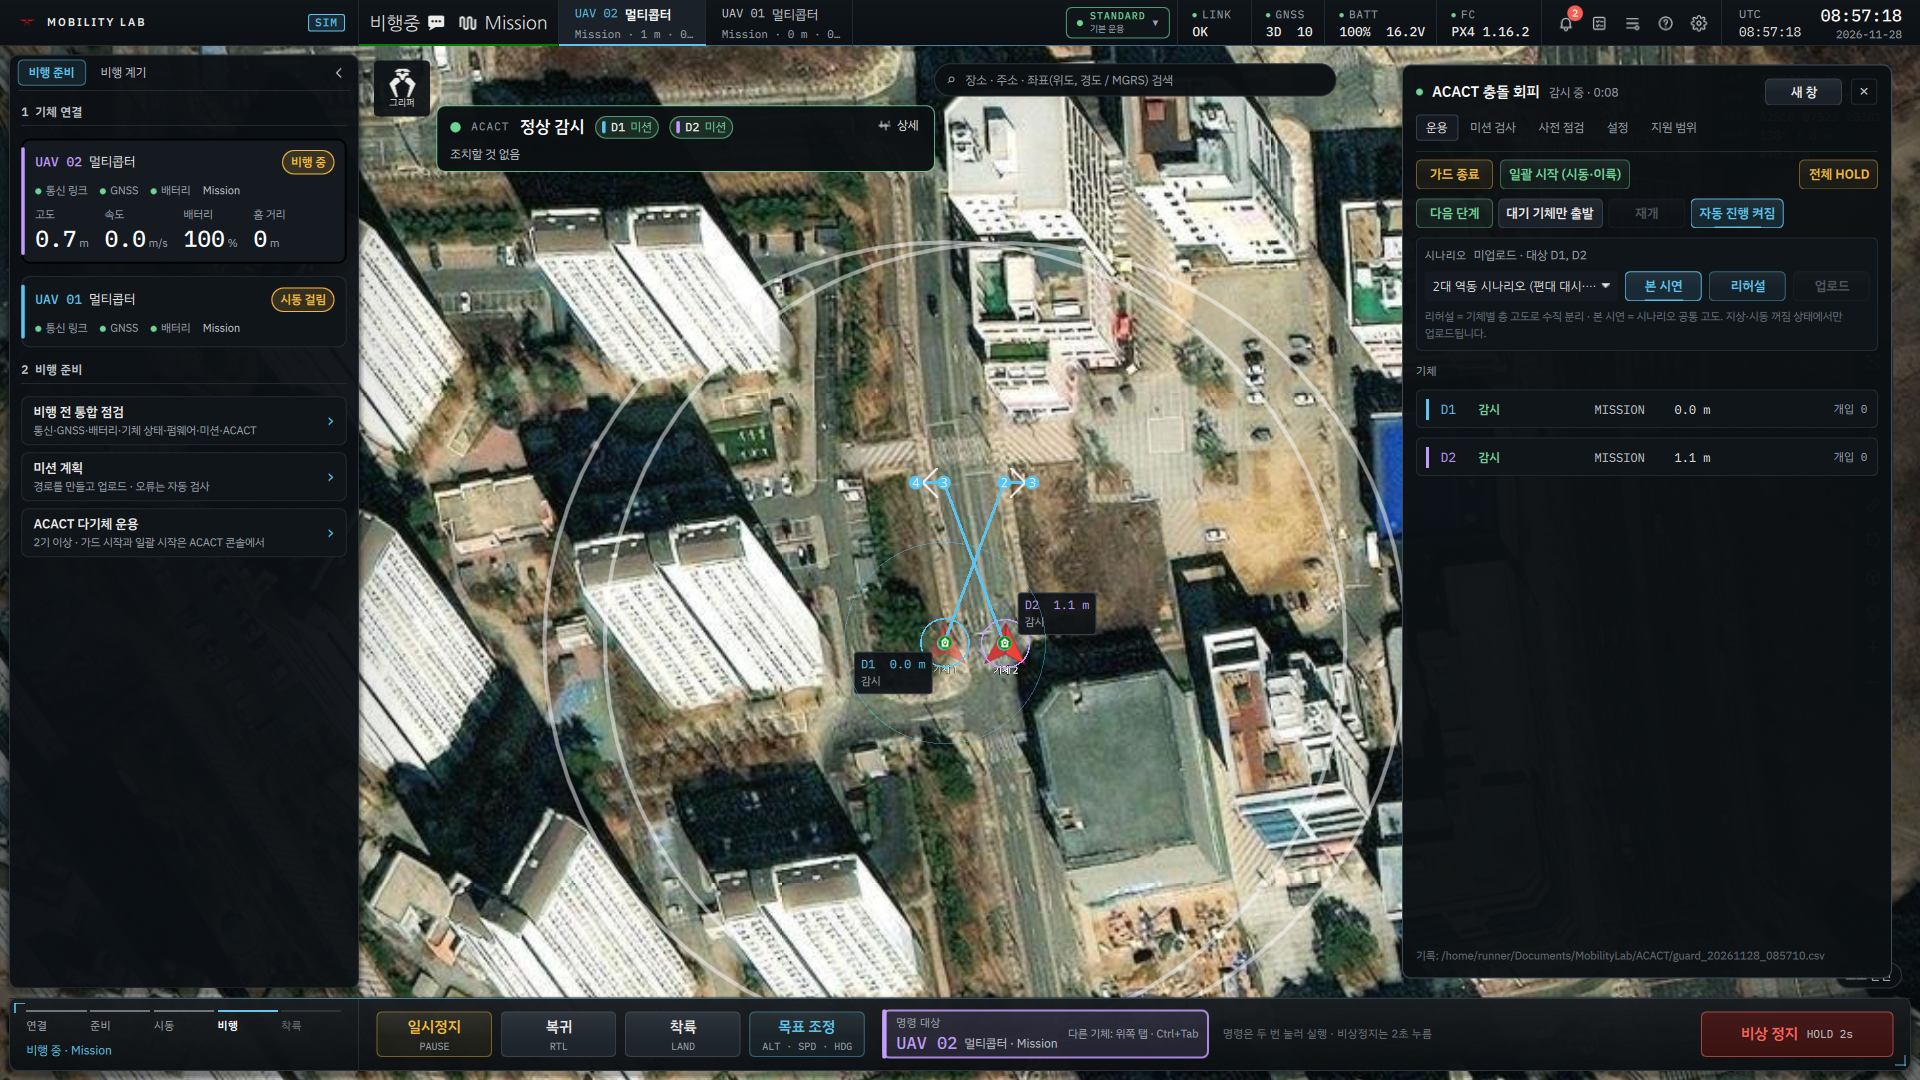 MOBILITY LAB
SIM
비행중
Mission
UAV 02 멀티콥터
Mission · 1 m · 0…
UAV 01 멀티콥터
Mission · 0 m · 0…
STANDARD
기본 운용
LINK
OK
GNSS
3D 10
BATT
100% 16.2V
FC
PX4 1.16.2
2
UTC
08:57:18
08:57:18
2026-11-28
비행 준비
비행 계기
1 기체 연결
UAV 02 멀티콥터
비행 중
통신 링크 GNSS 배터리 Mission
고도 속도 배터리 홈 거리
0.7 m 0.0 m/s 100 % 0 m
UAV 01 멀티콥터
시동 걸림
통신 링크 GNSS 배터리 Mission
2 비행 준비
비행 전 통합 점검
통신·GNSS·배터리·기체 상태·펌웨어·미션·ACACT
미션 계획
경로를 만들고 업로드 · 오류는 자동 검사
ACACT 다기체 운용
2기 이상 · 가드 시작과 일괄 시작은 ACACT 콘솔에서
그리퍼
장소 · 주소 · 좌표(위도, 경도 / MGRS) 검색
ACACT 정상 감시 D1 미션 D2 미션 상세
조치할 것 없음
4 3 2 3
D2 1.1 m
감시
D1 0.0 m
감시
기체 2
ACACT 충돌 회피 감시 중 · 0:08
새 창
×
운용 미션 검사 사전 점검 설정 지원 범위
가드 종료
일괄 시작 (시동·이륙)
전체 HOLD
다음 단계
대기 기체만 출발
재개
자동 진행 켜짐
시나리오 미업로드 · 대상 D1, D2
2대 역동 시나리오 (편대 대시····
본 시연
리허설
업로드
리허설 = 기체별 층 고도로 수직 분리 · 본 시연 = 시나리오 공통 고도. 지상·시동 꺼짐 상태에서만
업로드됩니다.
기체
D1 감시 MISSION 0.0 m 개입 0
D2 감시 MISSION 1.1 m 개입 0
기록: /home/runner/Documents/MobilityLab/ACACT/guard_20261128_085710.csv
연결 준비 시동 비행 착륙
비행 중 · Mission
일시정지
PAUSE
복귀
RTL
착륙
LAND
목표 조정
ALT · SPD · HDG
명령 대상
UAV 02 멀티콥터 · Mission
다른 기체: 위쪽 탭 · Ctrl+Tab
명령은 두 번 눌러 실행 · 비상정지는 2초 누름
비상 정지 HOLD 2s